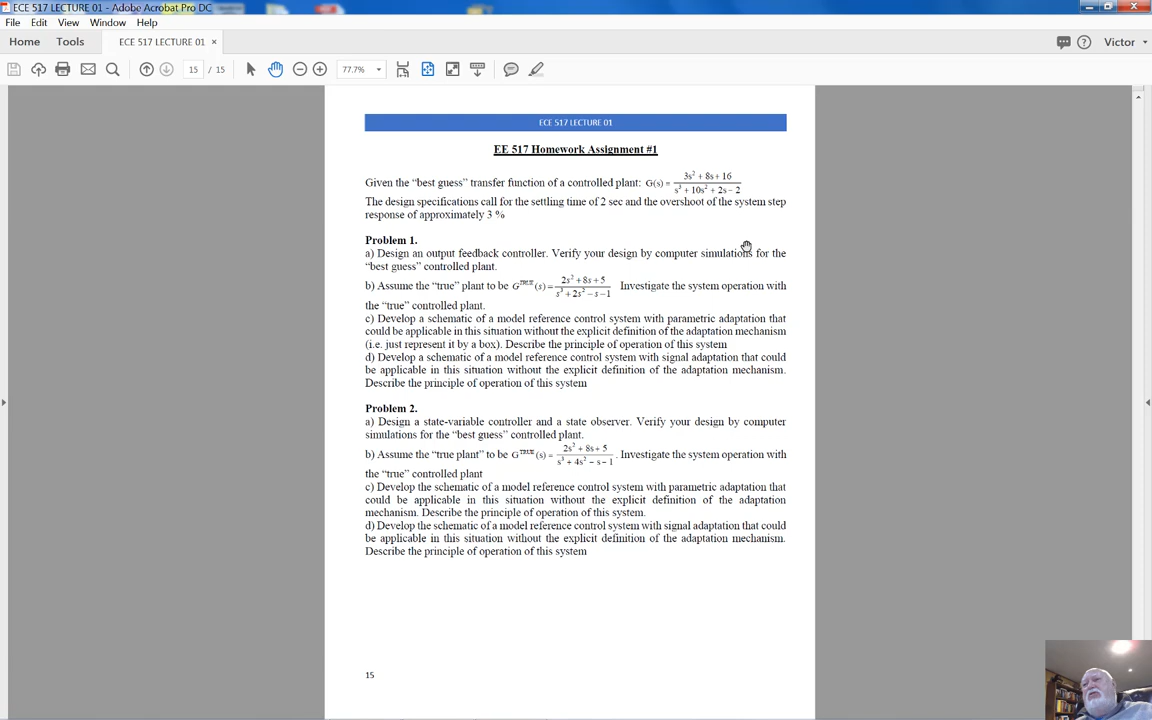 ECE 517 LECTURE 01 - Adobe Acrobat Pro DC
File Edit View Window Help
Home Tools ECE 517 LECTURE 01 × Victor
15 / 15 77.7%
ECE 517 LECTURE 01
EE 517 Homework Assignment #1
Given the “best guess” transfer function of a controlled plant: G(s) = (3s² + 8s + 16) / (s³ + 10s² + 2s - 2)
The design specifications call for the settling time of 2 sec and the overshoot of the system step
response of approximately 3 %
Problem 1.
a) Design an output feedback controller. Verify your design by computer simulations for the
“best guess” controlled plant.
b) Assume the “true” plant to be G^TRUE (s) = (2s² + 8s + 5) / (s³ + 2s² − s − 1) Investigate the system operation with
the “true” controlled plant.
c) Develop a schematic of a model reference control system with parametric adaptation that
could be applicable in this situation without the explicit definition of the adaptation mechanism
(i.e. just represent it by a box). Describe the principle of operation of this system
d) Develop a schematic of a model reference control system with signal adaptation that could
be applicable in this situation without the explicit definition of the adaptation mechanism.
Describe the principle of operation of this system
Problem 2.
a) Design a state-variable controller and a state observer. Verify your design by computer
simulations for the “best guess” controlled plant.
b) Assume the “true plant” to be G^TRUE (s) = (2s² + 8s + 5) / (s³ + 4s² − s − 1) . Investigate the system operation with
the “true” controlled plant
c) Develop the schematic of a model reference control system with parametric adaptation that
could be applicable in this situation without the explicit definition of the adaptation
mechanism. Describe the principle of operation of this system.
d) Develop the schematic of a model reference control system with signal adaptation that could
be applicable in this situation without the explicit definition of the adaptation mechanism.
Describe the principle of operation of this system
15